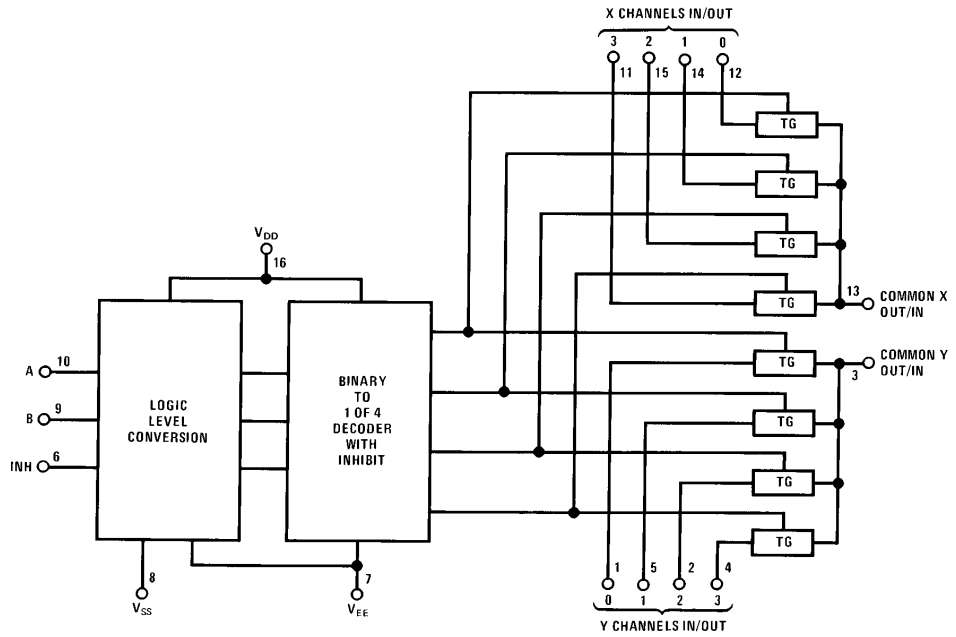 X CHANNELS IN/OUT
3 2 1 0
11 15 14 12
TG
TG
TG
TG
13
COMMON X
OUT/IN
V_DD
16
A 10
B 9
INH 6
LOGIC
LEVEL
CONVERSION
BINARY
TO
1 OF 4
DECODER
WITH
INHIBIT
TG
3
COMMON Y
OUT/IN
TG
TG
TG
8
V_SS
7
V_EE
1 5 2 4
0 1 2 3
Y CHANNELS IN/OUT